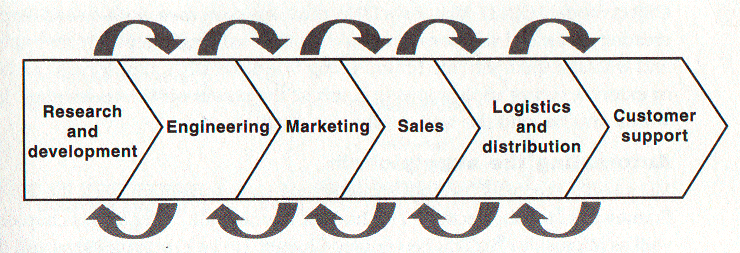 Research
and
development
Engineering
Marketing
Sales
Logistics
and
distribution
Customer
support